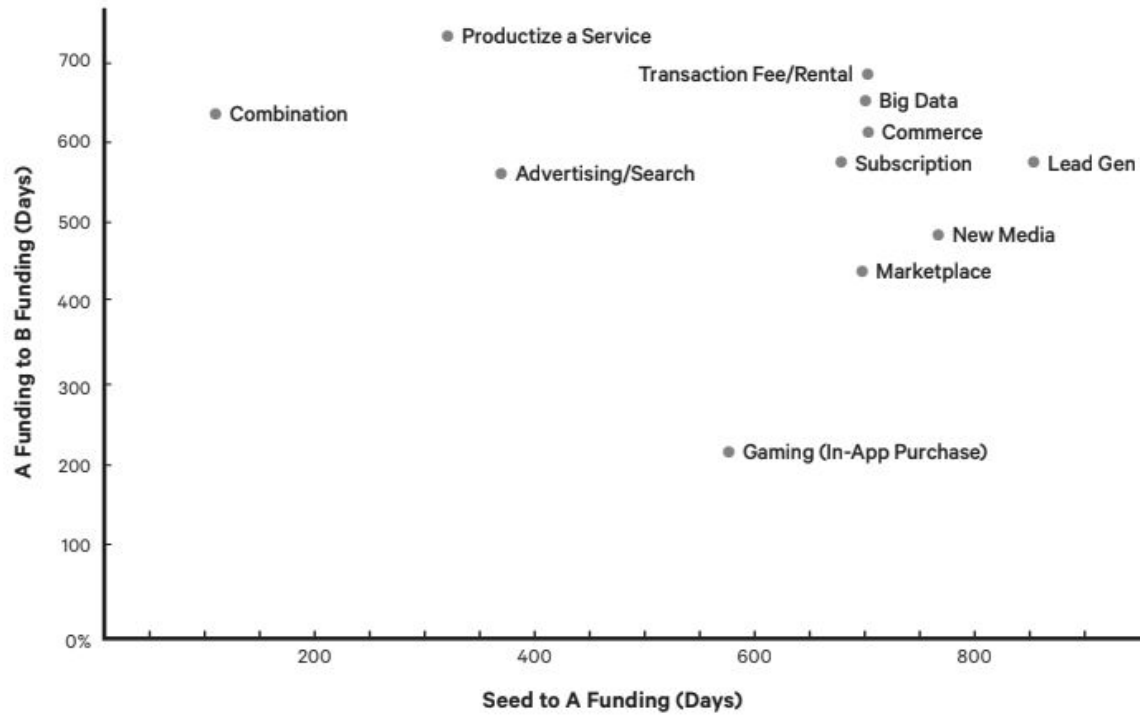 700
600
500
400
300
200
100
0%
A Funding to B Funding (Days)
Productize a Service
Transaction Fee/Rental
Big Data
Combination
Commerce
Subscription
Lead Gen
Advertising/Search
New Media
Marketplace
Gaming (In-App Purchase)
200
400
600
800
Seed to A Funding (Days)